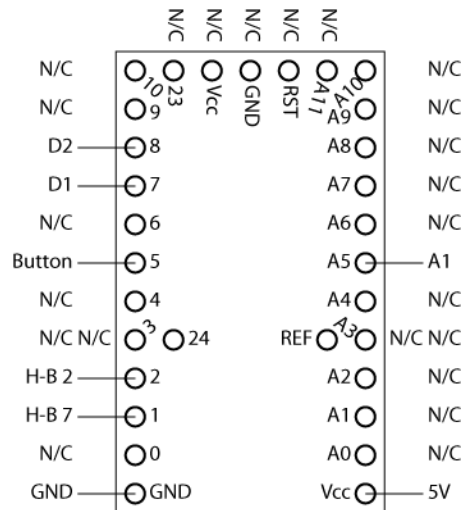 N/C N/C N/C N/C N/C
N/C 10 23 Vcc GND RST A11 A10 N/C
N/C 9 A9 N/C
D2 8 A8 N/C
D1 7 A7 N/C
N/C 6 A6 N/C
Button 5 A5 A1
N/C 4 A4 N/C
N/C N/C 3 24 REF A3 N/C N/C
H-B 2 2 A2 N/C
H-B 7 1 A1 N/C
N/C 0 A0 N/C
GND GND Vcc 5V